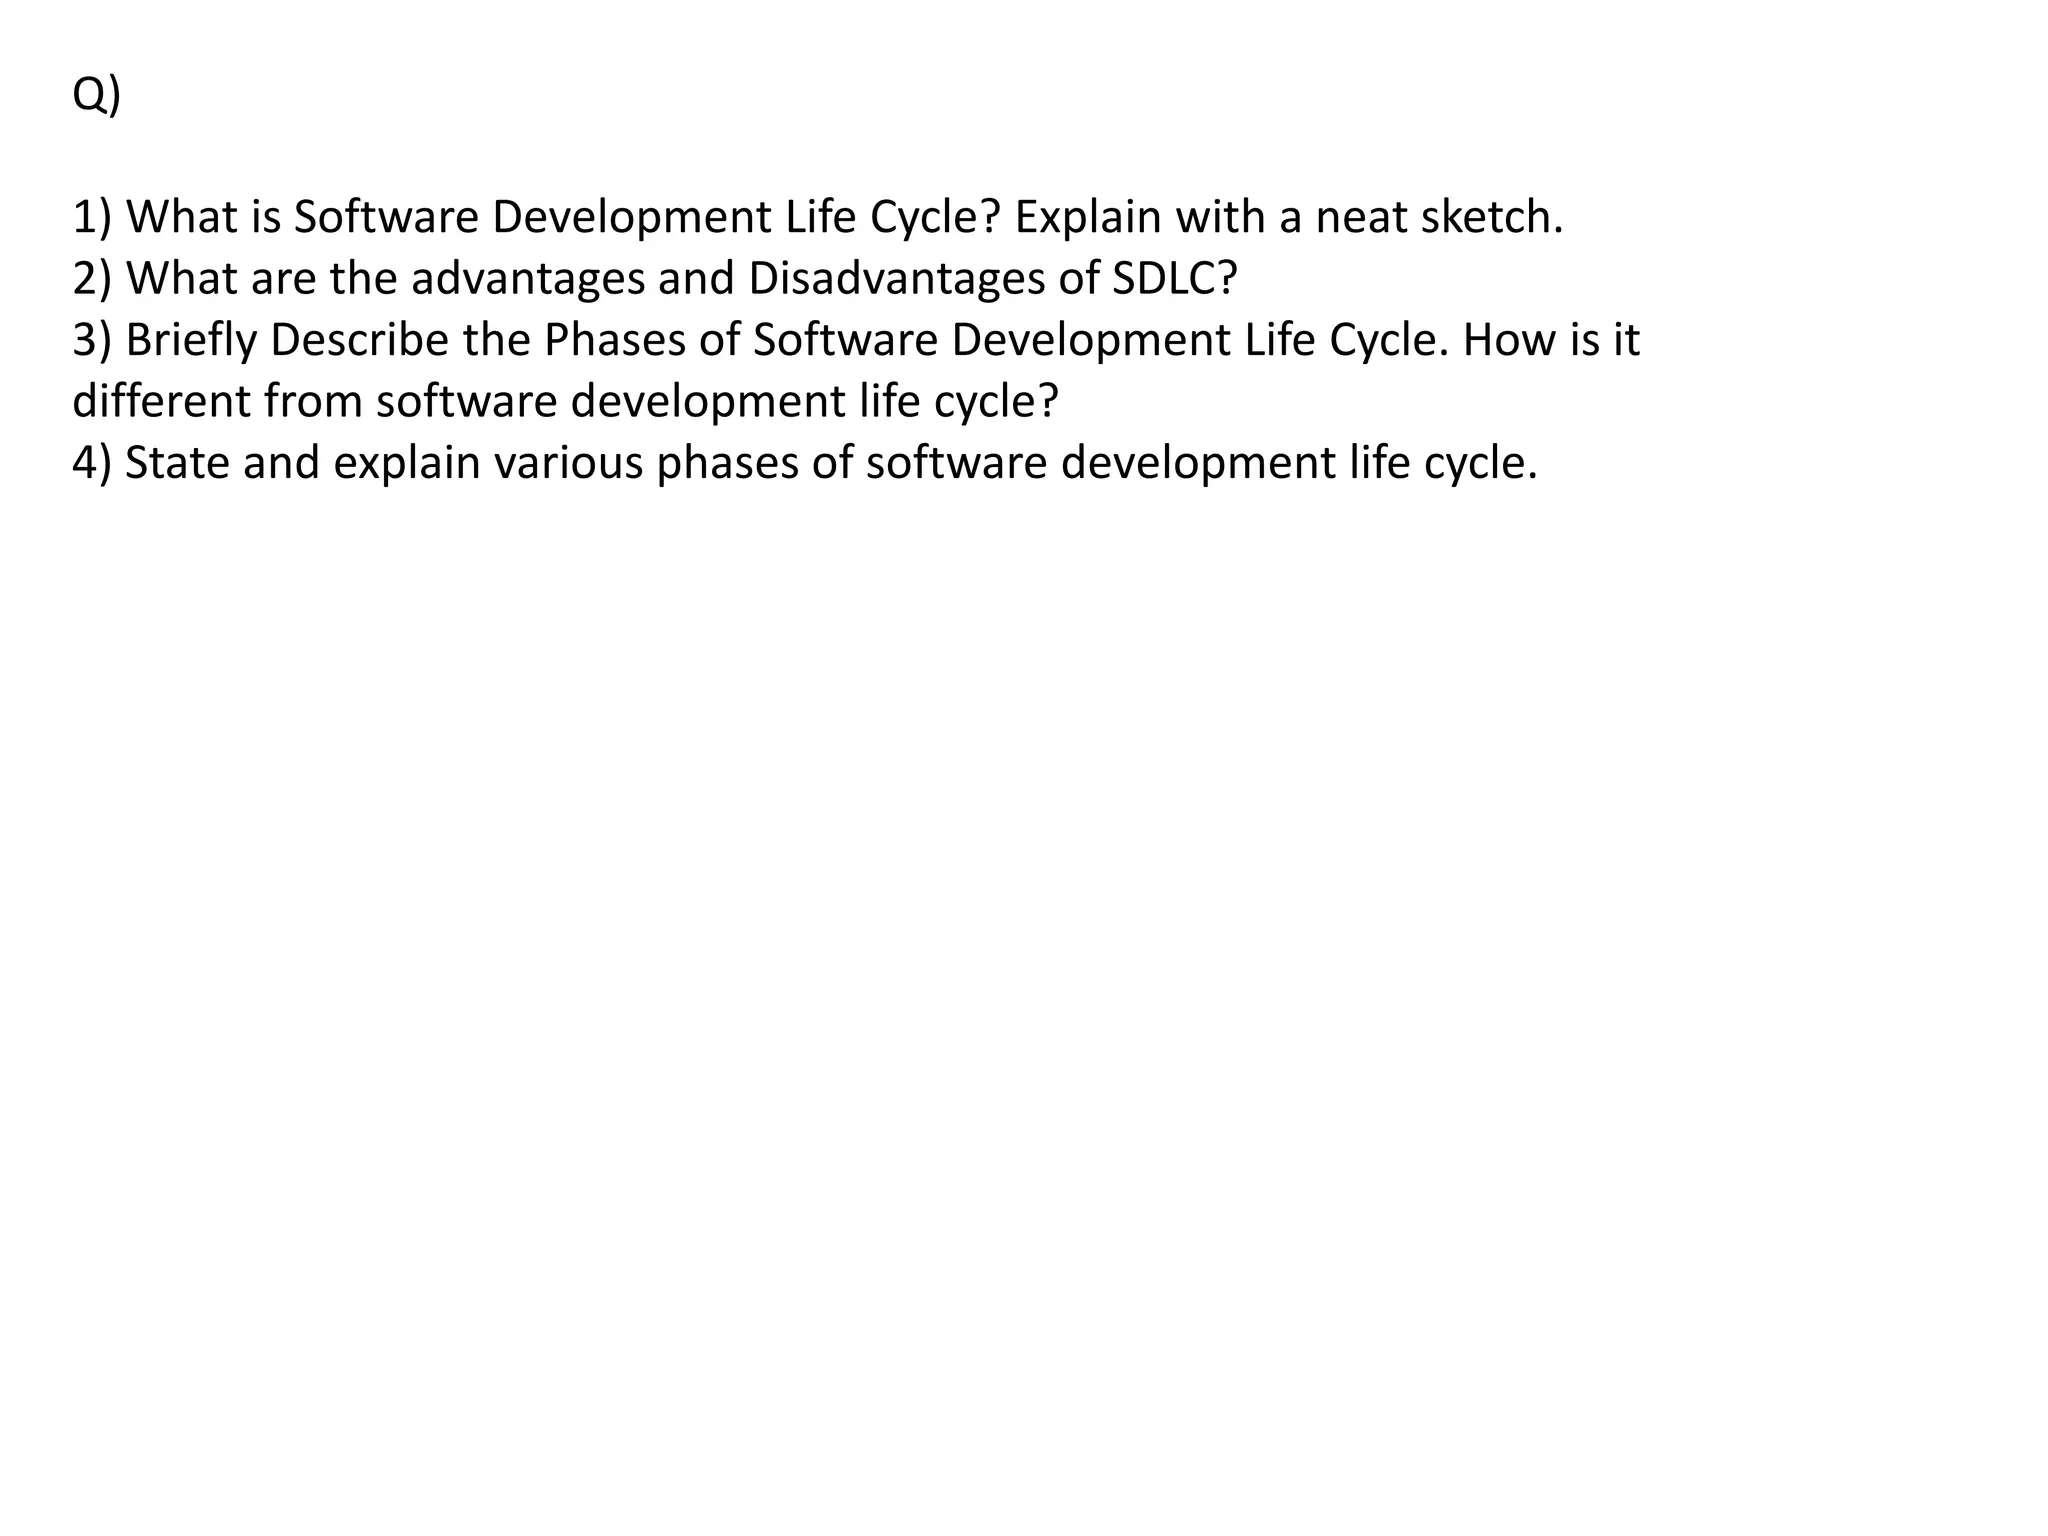 Q)
1) What is Software Development Life Cycle? Explain with a neat sketch.
2) What are the advantages and Disadvantages of SDLC?
3) Briefly Describe the Phases of Software Development Life Cycle. How is it
different from software development life cycle?
4) State and explain various phases of software development life cycle.